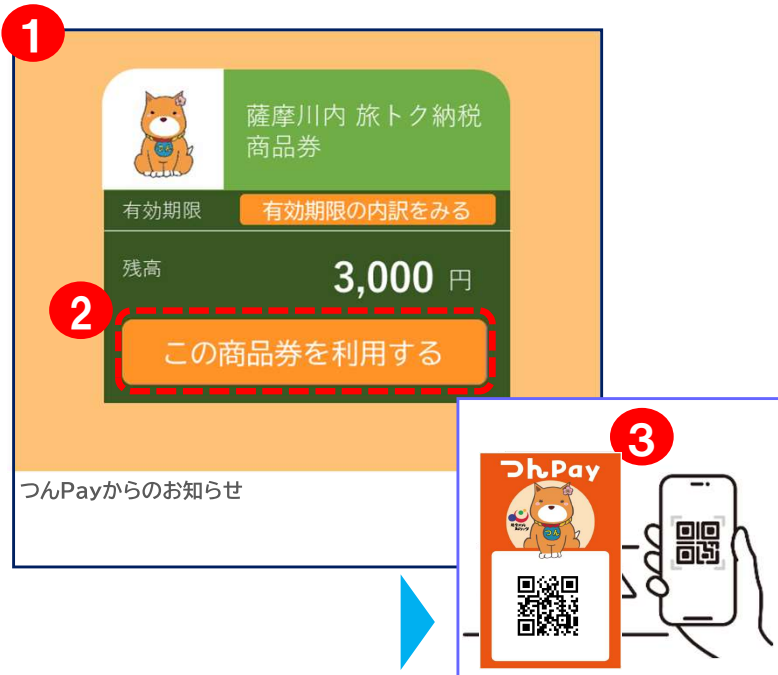 1
薩摩川内 旅トク納税
商品券
有効期限
有効期限の内訳をみる
残高
3,000 円
2
この商品券を利用する
つんPayからのお知らせ
3
つんPay
つん